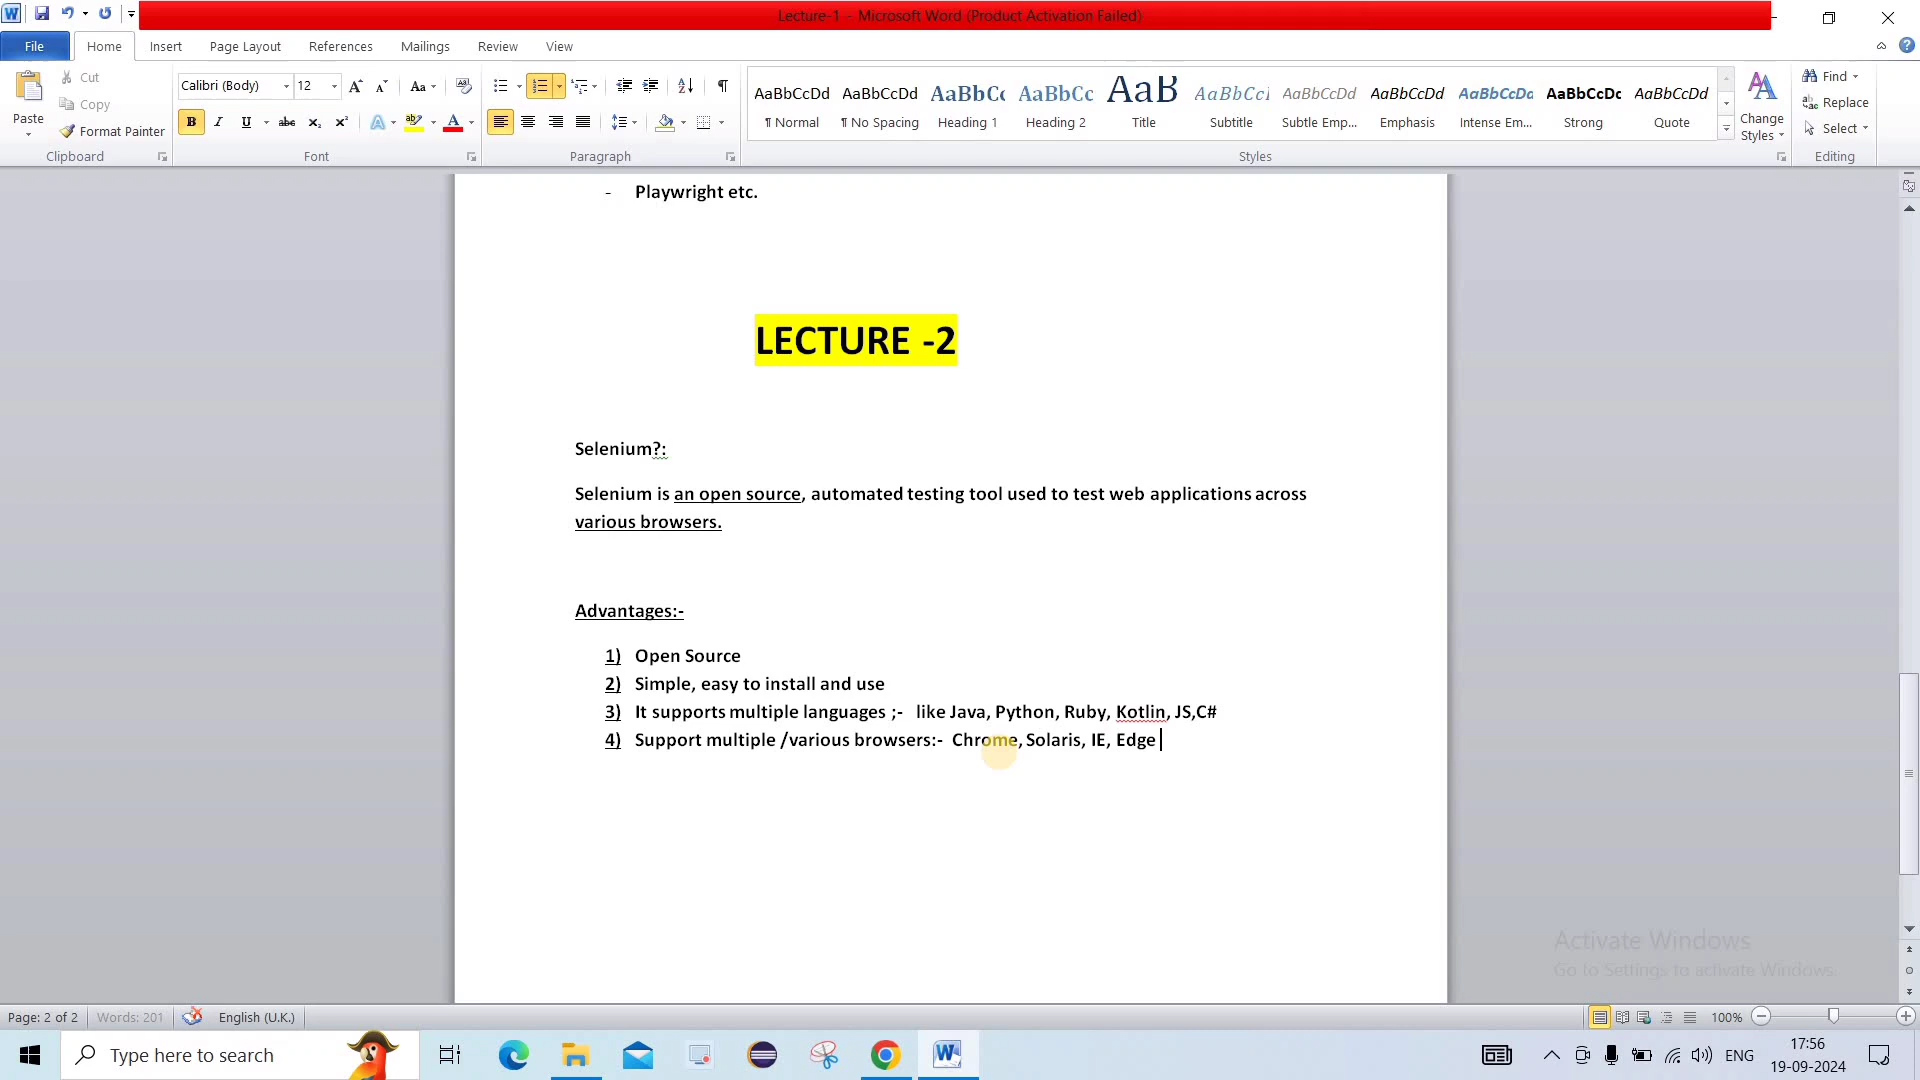 Lecture-1 - Microsoft Word (Product Activation Failed)
File Home Insert Page Layout References Mailings Review View
Paste
Cut
Copy
Format Painter
Clipboard
Calibri (Body) 12
Font
Paragraph
AaBbCcDd AaBbCcDd AaBbCc AaBbCc AaB AaBbCcI AaBbCcDd AaBbCcDd AaBbCcDd AaBbCcDc AaBbCcDd
¶ Normal ¶ No Spacing Heading 1 Heading 2 Title Subtitle Subtle Emp... Emphasis Intense Em... Strong Quote
Styles
Change Styles
Find
Replace
Select
Editing
- Playwright etc.
LECTURE -2
Selenium?:
Selenium is an open source, automated testing tool used to test web applications across
various browsers.
Advantages:-
1) Open Source
2) Simple, easy to install and use
3) It supports multiple languages ;- like Java, Python, Ruby, Kotlin, JS,C#
4) Support multiple /various browsers:- Chrome, Solaris, IE, Edge
Activate Windows
Go to Settings to activate Windows.
Page: 2 of 2 Words: 201 English (U.K.) 100%
Type here to search
ENG
17:56
19-09-2024